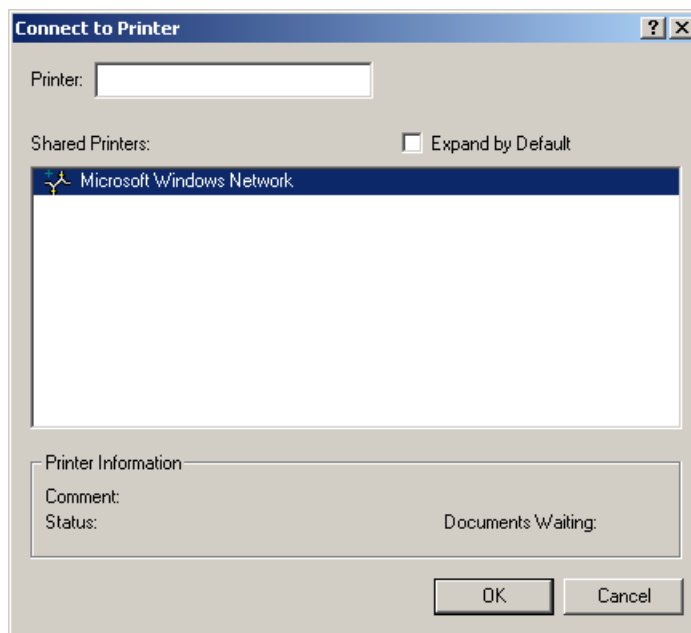 Connect to Printer
Printer:
Shared Printers:
Expand by Default
Microsoft Windows Network
Printer Information
Comment:
Status:
Documents Waiting:
OK
Cancel